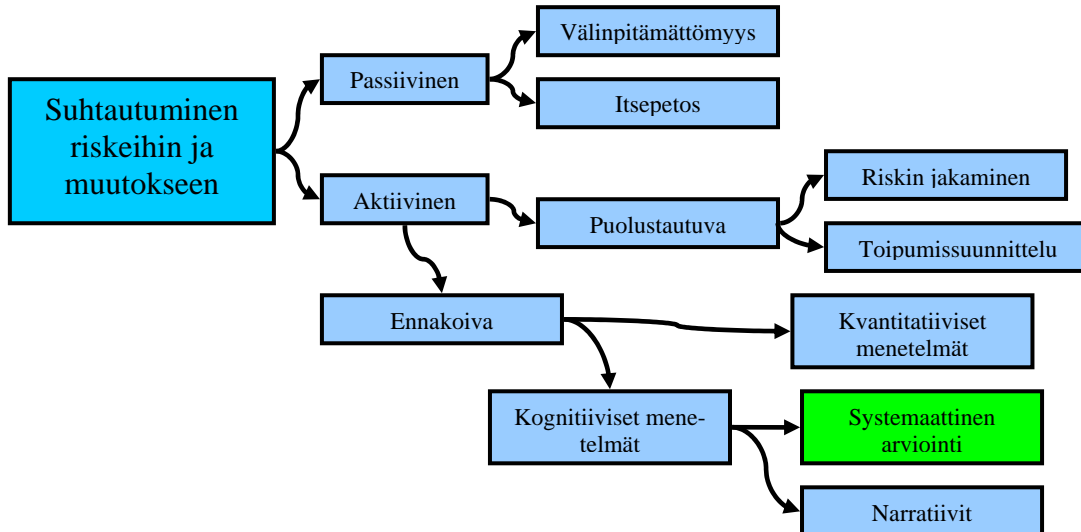 Suhtautuminen
riskeihin ja
muutokseen
Passiivinen
Välinpitämättömyys
Itsepetos
Aktiivinen
Puolustautuva
Riskin jakaminen
Toipumissuunnittelu
Ennakoiva
Kvantitatiiviset
menetelmät
Kognitiiviset mene-
telmät
Systemaattinen
arviointi
Narratiivit